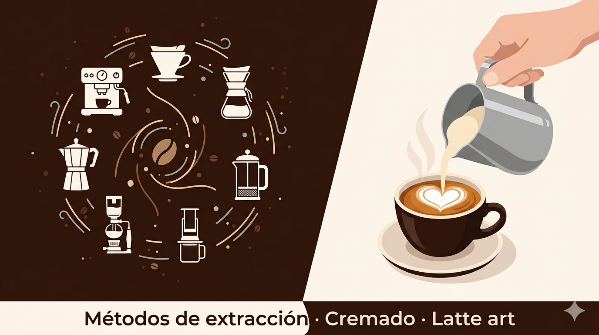 Métodos de extracción · Cremado · Latte art